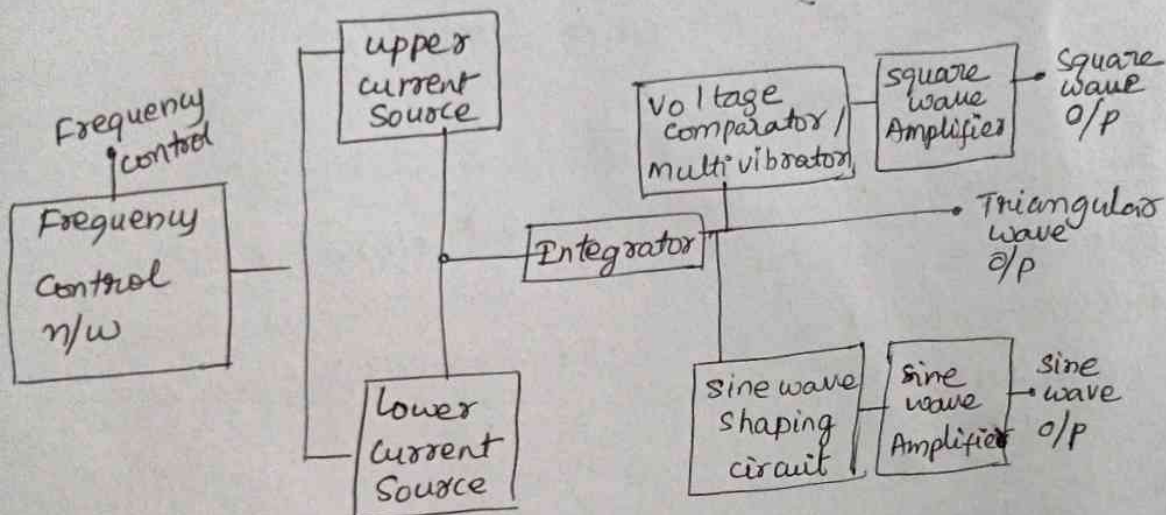 Frequency
control
Frequency
Control
n/w
upper
current
Source
lower
Current
Source
Entegrator
Voltage
comparator/
multivibrator
Square
wave
Amplifier
Square
wave
O/P
Triangular
wave
O/P
Sine wave
Shaping
circuit
Sine
wave
Amplifier
Sine
wave
O/P